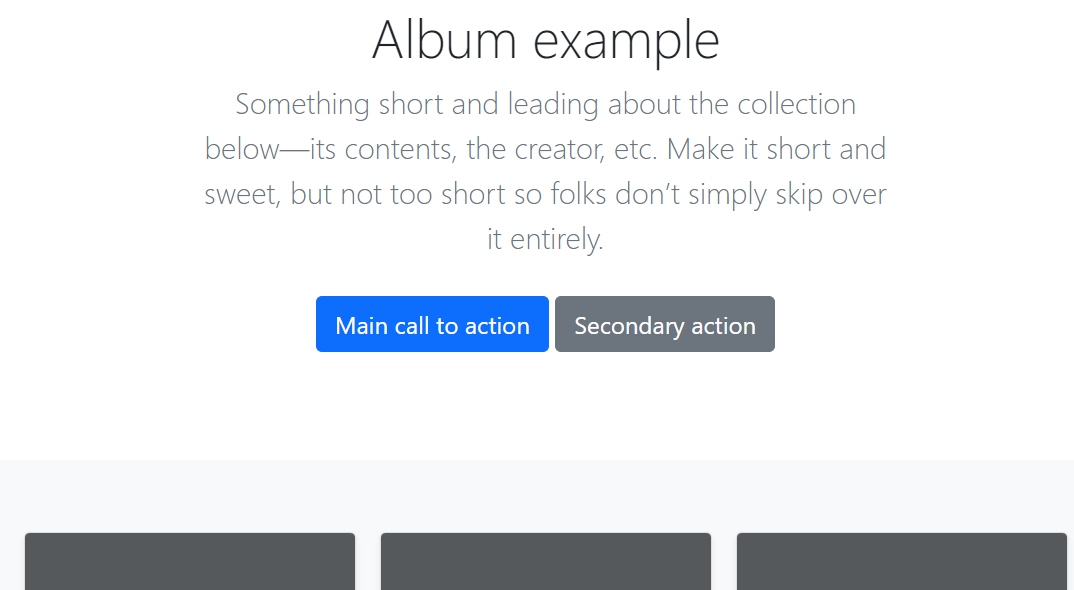 Album example
Something short and leading about the collection
below—its contents, the creator, etc. Make it short and
sweet, but not too short so folks don’t simply skip over
it entirely.
Main call to action
Secondary action